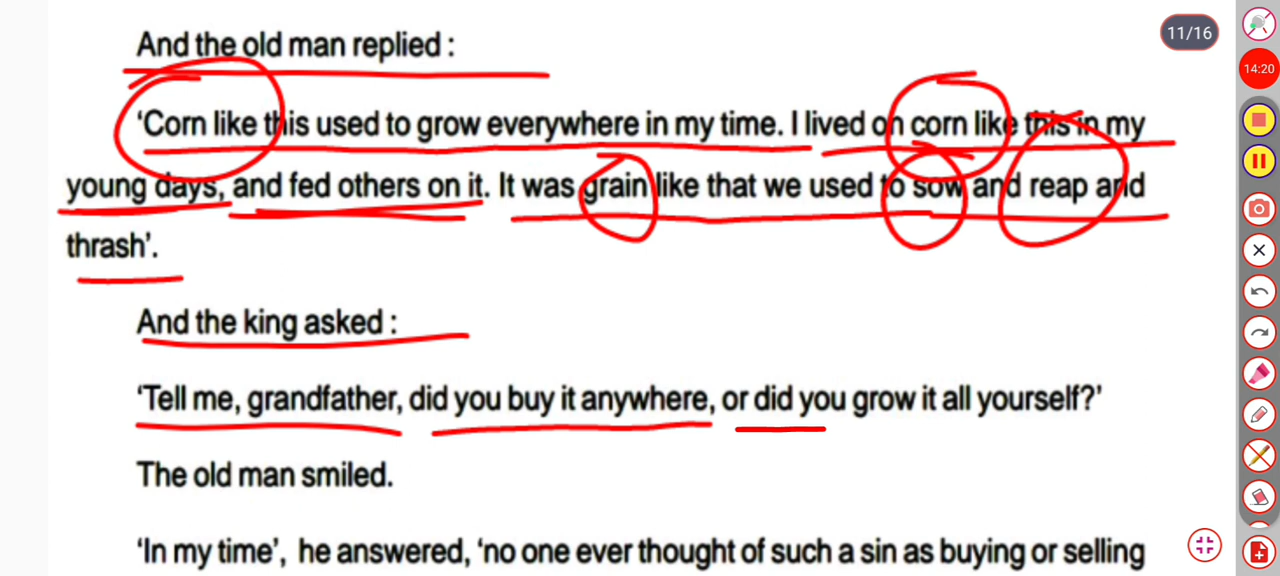 11/16
14:20
And the old man replied :
‘Corn like this used to grow everywhere in my time. I lived on corn like this in my
young days, and fed others on it. It was grain like that we used to sow and reap and
thrash’.
And the king asked :
‘Tell me, grandfather, did you buy it anywhere, or did you grow it all yourself?’
The old man smiled.
‘In my time’, he answered, ‘no one ever thought of such a sin as buying or selling